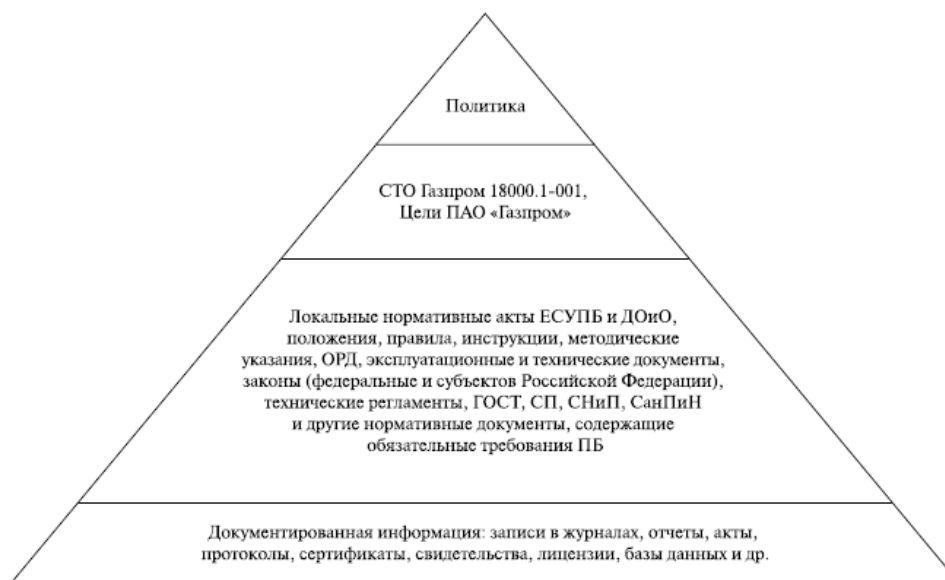 Политика
СТО Газпром 18000.1-001,
Цели ПАО «Газпром»
Локальные нормативные акты ЕСУПБ и ДОиО,
положения, правила, инструкции, методические
указания, ОРД, эксплуатационные и технические документы,
законы (федеральные и субъектов Российской Федерации),
технические регламенты, ГОСТ, СП, СНиП, СанПиН
и другие нормативные документы, содержащие
обязательные требования ПБ
Документированная информация: записи в журналах, отчеты, акты,
протоколы, сертификаты, свидетельства, лицензии, базы данных и др.